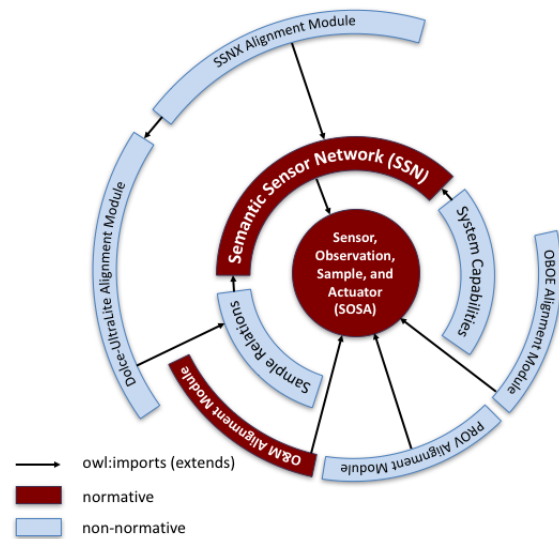 SSNX Alignment Module
Semantic Sensor Network (SSN)
Dolce-UltraLite Alignment Module
System Capabilities
OBOE Alignment Module
Sensor,
Observation,
Sample, and
Actuator
(SOSA)
Sample Relations
O&M Alignment Module
PROV Alignment Module
owl:imports (extends)
normative
non-normative